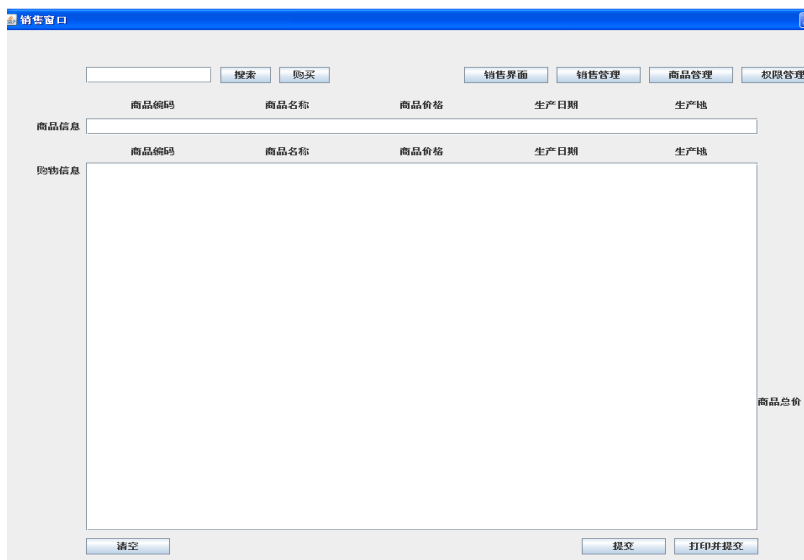 销售窗口
搜索 购买 销售界面 销售管理 商品管理 权限管理
商品编码 商品名称 商品价格 生产日期 生产地
商品信息
商品编码 商品名称 商品价格 生产日期 生产地
购物信息
商品总价
清空 提交 打印并提交